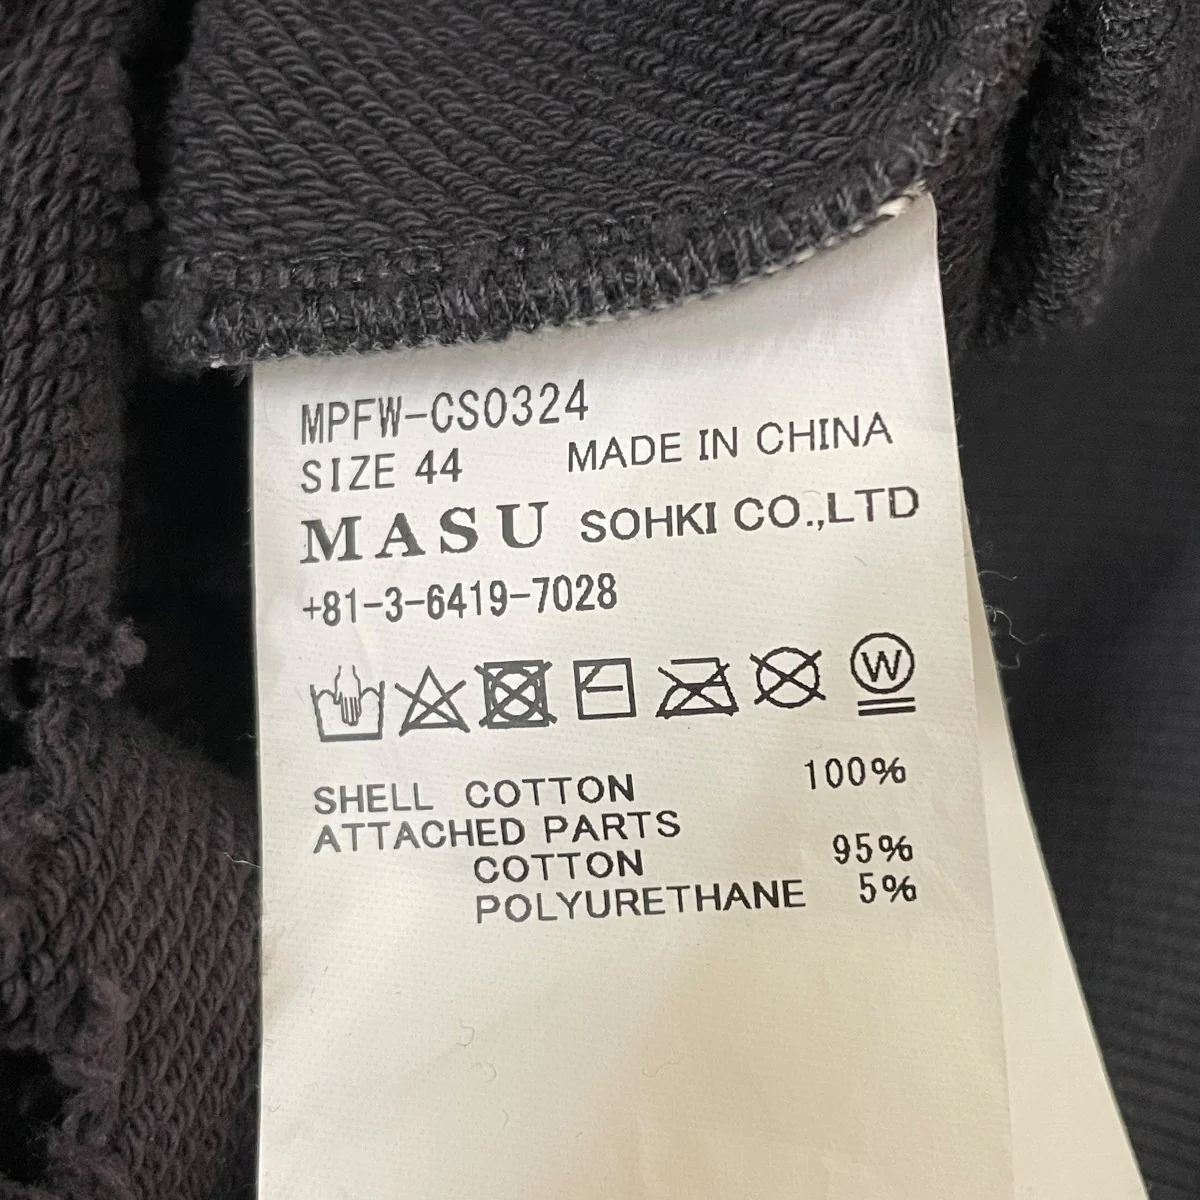 MPFW-CS0324
SIZE 44 MADE IN CHINA
MASU SOHKI CO.,LTD
+81-3-6419-7028
W
SHELL COTTON 100%
ATTACHED PARTS
COTTON 95%
POLYURETHANE 5%